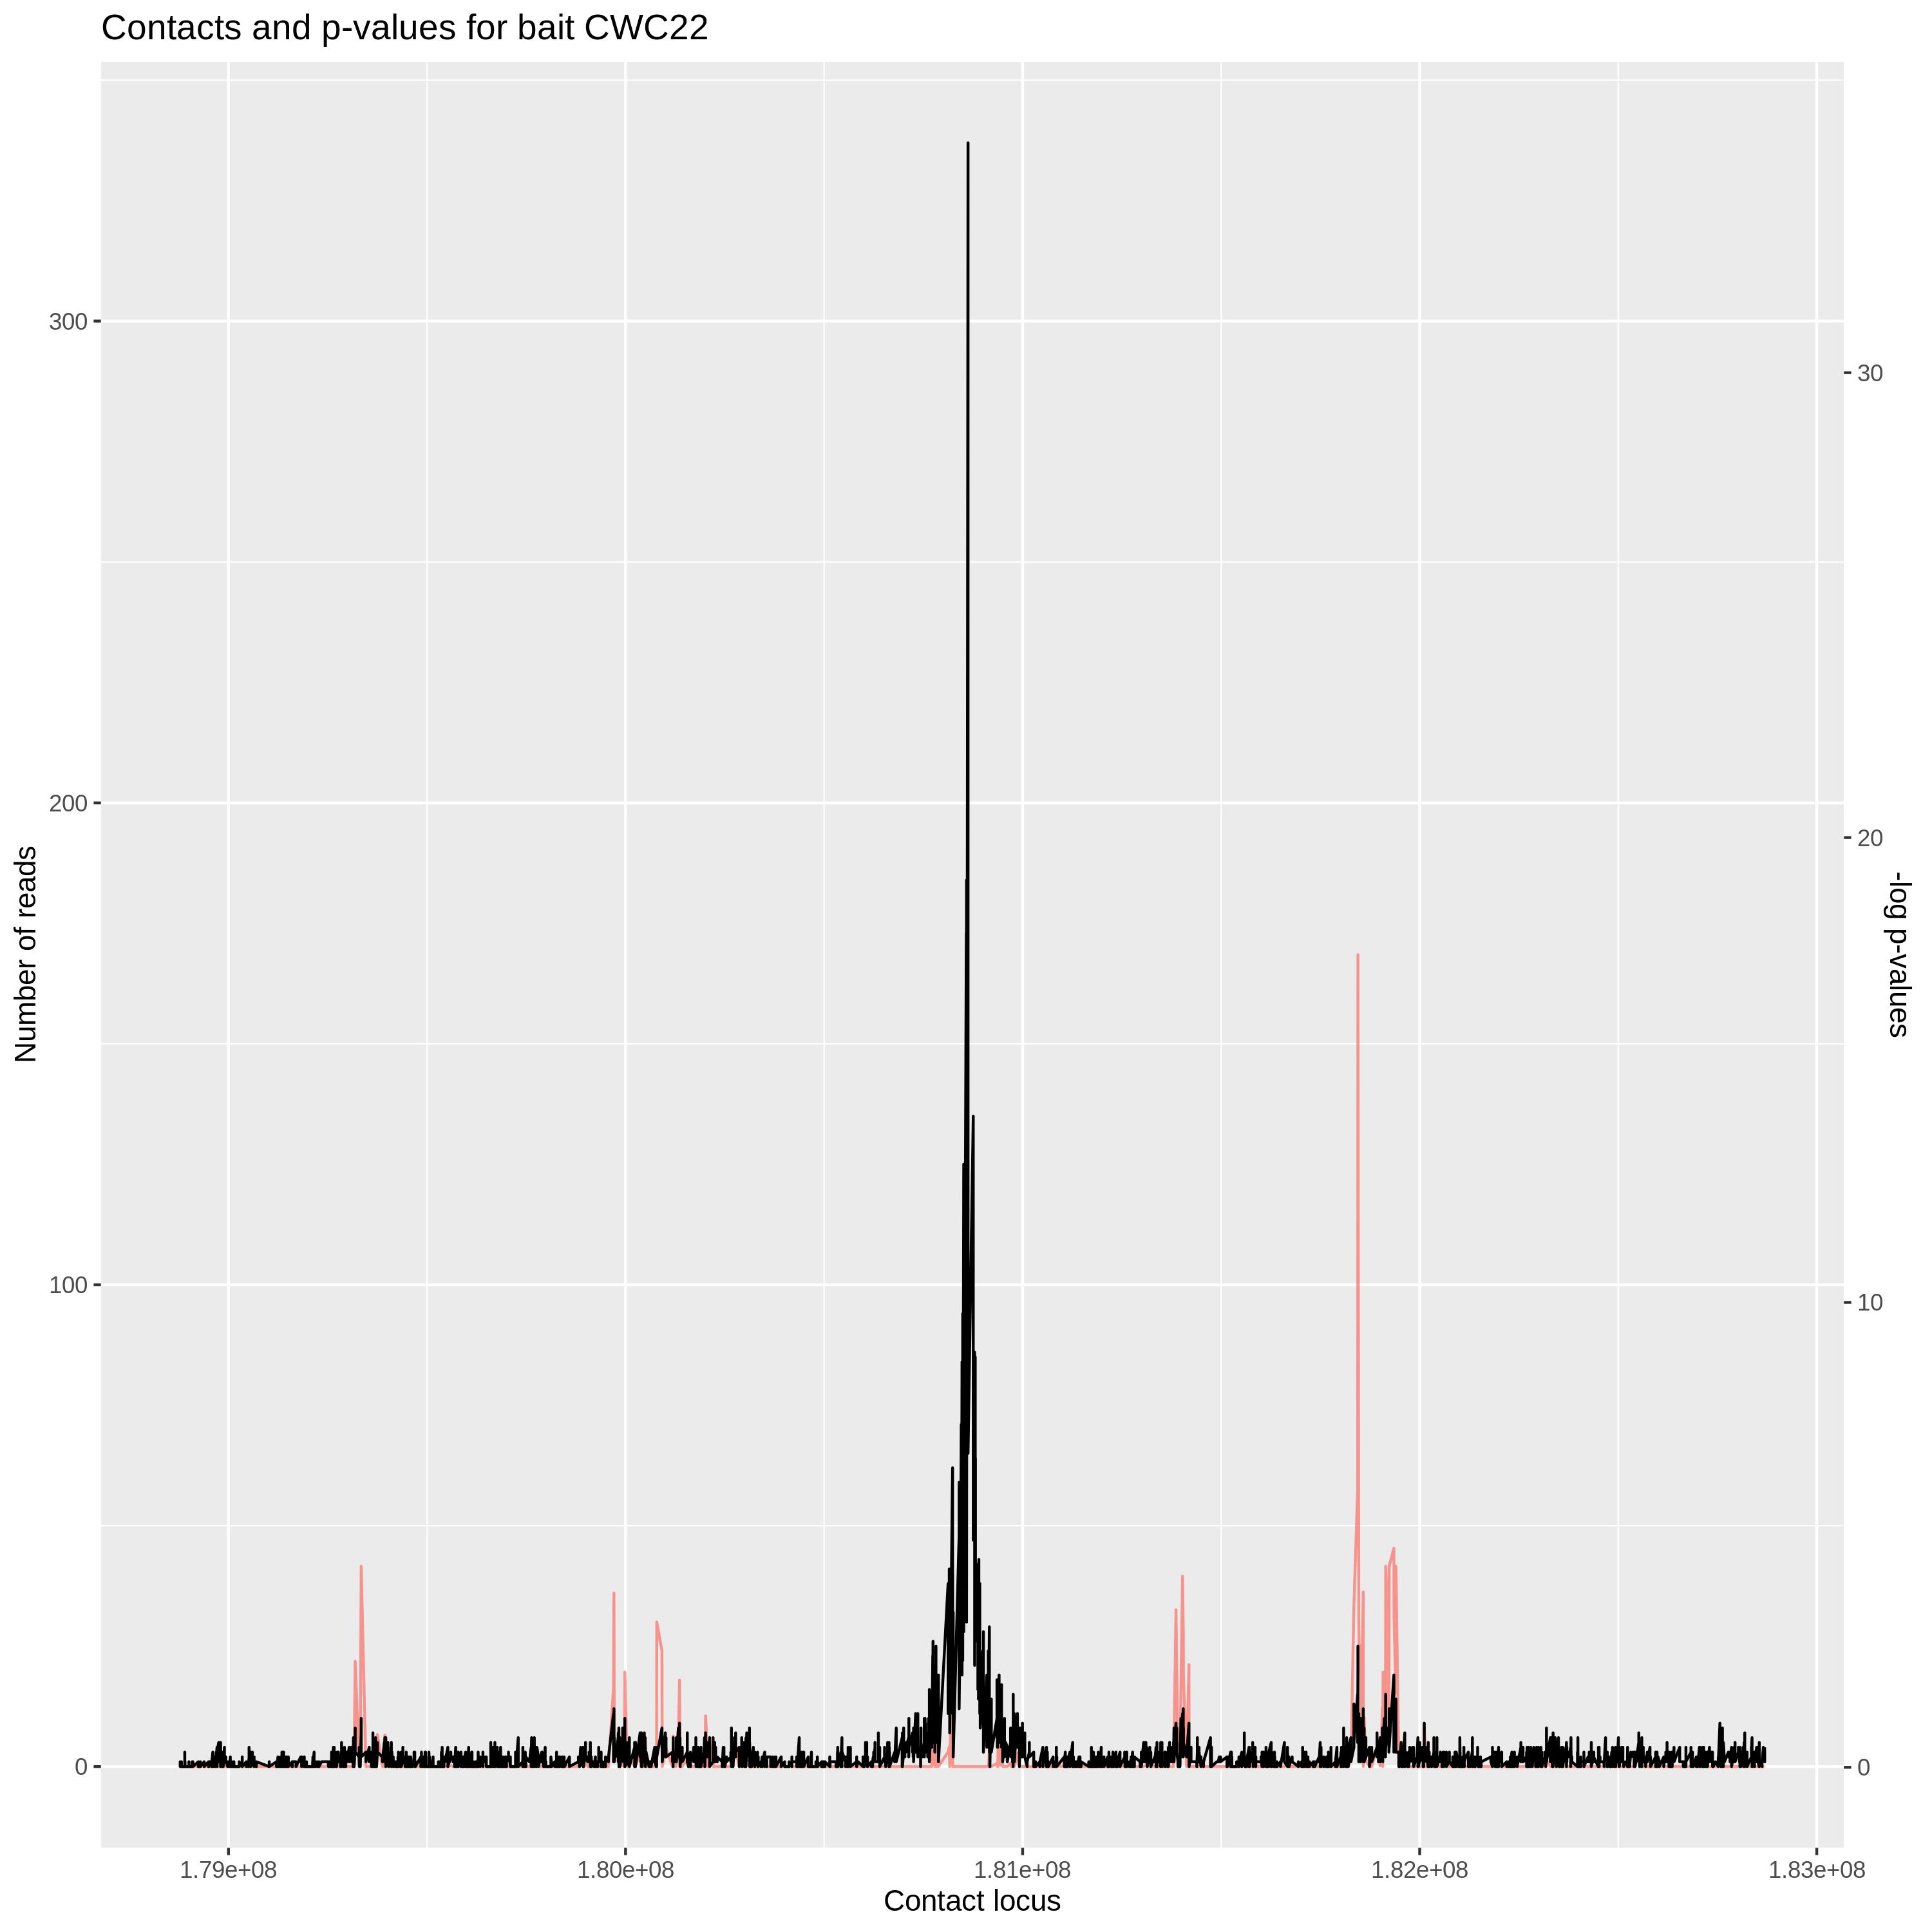 Contacts and p-values for bait CWC22
300
200
100
0
Number of reads
30
20
10
0
-log p-values
1.79e+08 1.80e+08 1.81e+08 1.82e+08 1.83e+08
Contact locus